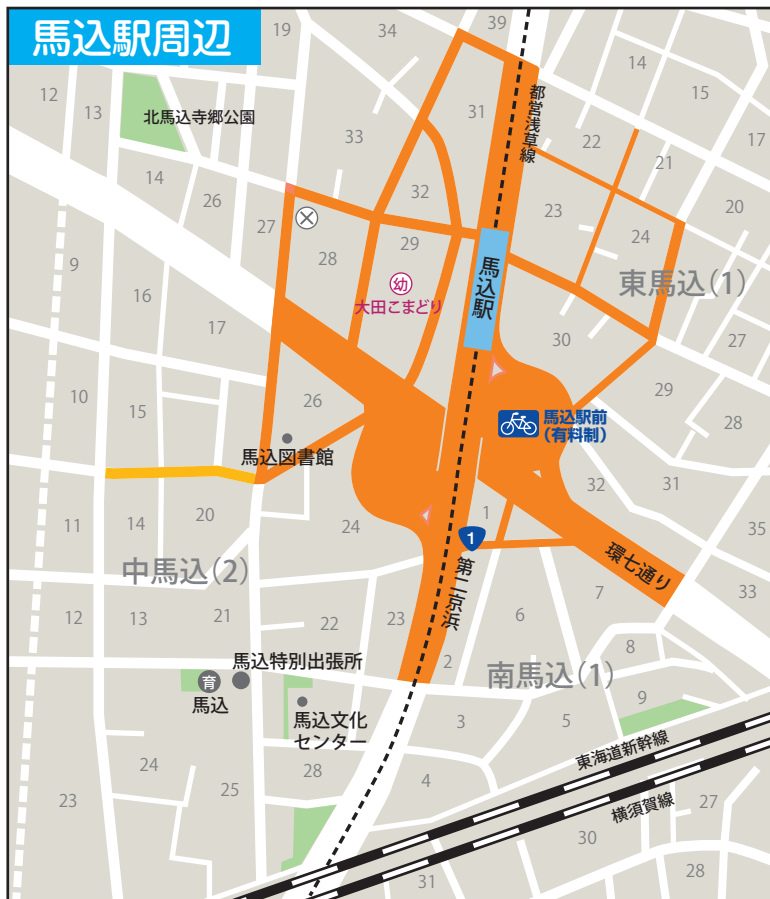 馬込駅周辺
39
19
34
14
12
13
31
15
都営浅草線
北馬込寺郷公園
33
22
17
21
14
32
26
20
27
23
24
28
29
9
幼
大田こまどり
馬込駅
東馬込(1)
16
17
30
27
10
29
15
26
馬込駅前
(有料制)
28
馬込図書館
32
31
11
14
20
24
1
1
35
中馬込(2)
環七通り
第二京浜
7
33
12
13
21
22
23
6
8
馬込特別出張所
2
南馬込(1)
育
馬込
9
馬込文化
センター
3
5
東海道新幹線
24
28
4
25
23
横須賀線
27
30
31
28